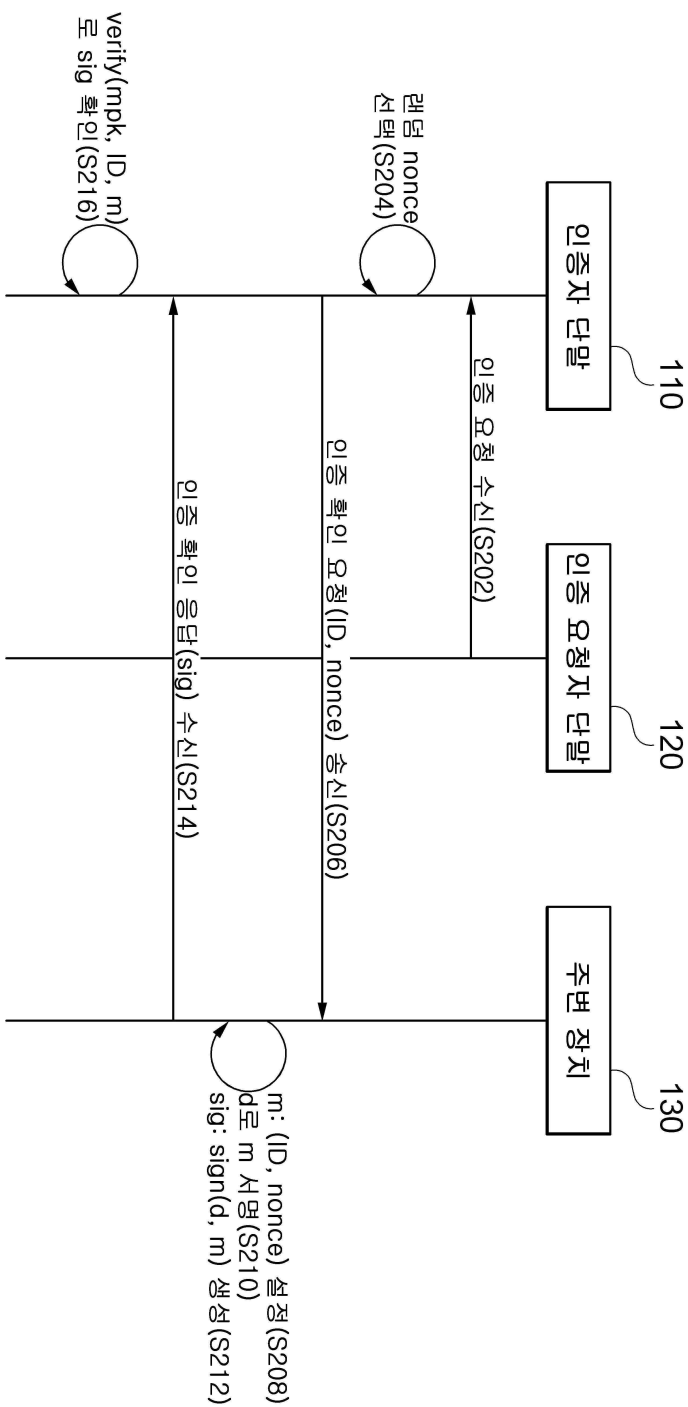 110
인증자 단말
120
인증 요청자 단말
130
주변 장치
인증 요청 수신(S202)
랜덤 nonce
선택(S204)
인증 확인 요청(ID, nonce) 송신(S206)
m: (ID, nonce) 설정(S208)
d로 m 서명(S210)
sig: sign(d, m) 생성(S212)
인증 확인 응답(sig) 수신(S214)
verify(mpk, ID, m)
로 sig 확인(S216)